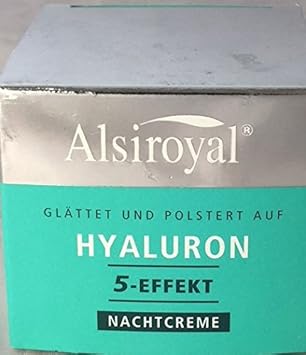 Alsiroyal®
GLÄTTET UND POLSTERT AUF
HYALURON
5-EFFEKT
NACHTCREME